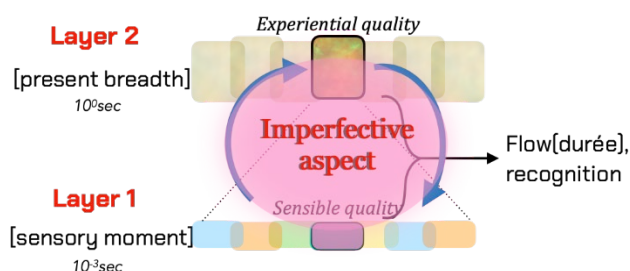 Experiential quality
Layer 2
[present breadth]
10⁰sec
Imperfective
aspect
Flow(durée),
recognition
Layer 1
Sensible quality
[sensory moment]
10⁻³sec